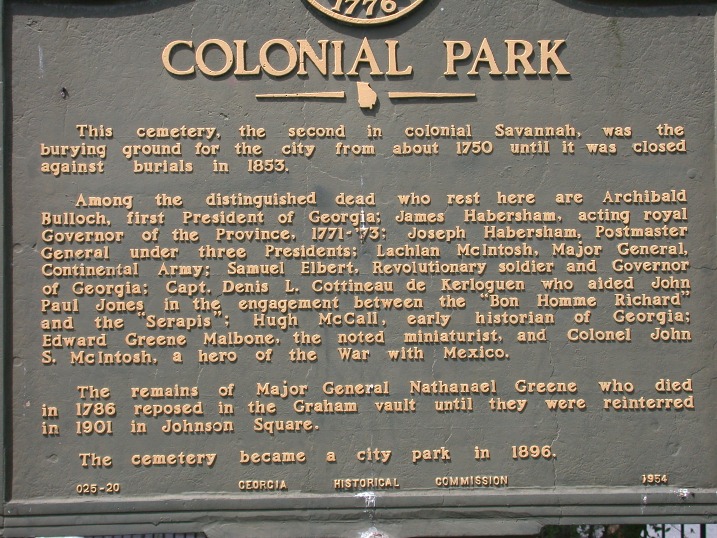 1776
COLONIAL PARK
This cemetery, the second in colonial Savannah, was the
burying ground for the city from about 1750 until it was closed
against burials in 1853.
Among the distinguished dead who rest here are Archibald
Bulloch, first President of Georgia; James Habersham, acting royal
Governor of the Province, 1771-'73; Joseph Habersham, Postmaster
General under three Presidents; Lachlan McIntosh, Major General,
Continental Army; Samuel Elbert, Revolutionary soldier and Governor
of Georgia; Capt. Denis L. Cottineau de Kerloguen who aided John
Paul Jones in the engagement between the "Bon Homme Richard"
and the "Serapis"; Hugh McCall, early historian of Georgia;
Edward Greene Malbone, the noted miniaturist, and Colonel John
S. McIntosh, a hero of the War with Mexico.
The remains of Major General Nathanael Greene who died
in 1786 reposed in the Graham vault until they were reinterred
in 1901 in Johnson Square.
The cemetery became a city park in 1896.
025-20 GEORGIA HISTORICAL COMMISSION 1954